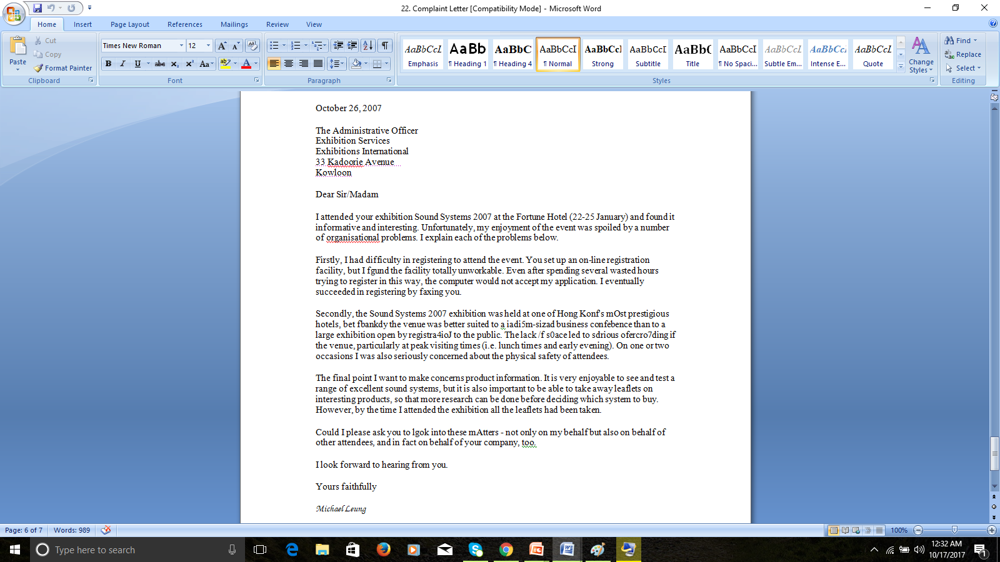 22. Complaint Letter [Compatibility Mode] - Microsoft Word
Home Insert Page Layout References Mailings Review View
Paste
Cut
Copy
Format Painter
Clipboard
Times New Roman 12
Font
Paragraph
AaBbCcI AaBb AaBbC AaBbCcI AaBbCcI AaBbCcI AaBbC AaBbCcI AaBbCcI AaBbCcI AaBbCcI
Emphasis ¶ Heading 1 ¶ Heading 4 ¶ Normal Strong Subtitle Title ¶ No Spaci... Subtle Em... Intense E... Quote
Change Styles
Styles
Find
Replace
Select
Editing
October 26, 2007
The Administrative Officer
Exhibition Services
Exhibitions International
33 Kadoorie Avenue
Kowloon
Dear Sir/Madam
I attended your exhibition Sound Systems 2007 at the Fortune Hotel (22-25 January) and found it
informative and interesting. Unfortunately, my enjoyment of the event was spoiled by a number
of organisational problems. I explain each of the problems below.
Firstly, I had difficulty in registering to attend the event. You set up an on-line registration
facility, but I fgund the facility totally unworkable. Even after spending several wasted hours
trying to register in this way, the computer would not accept my application. I eventually
succeeded in registering by faxing you.
Secondly, the Sound Systems 2007 exhibition was held at one of Hong Konf's mOst prestigious
hotels, bet fbankdy the venue was better suited to a iadi5m-sizad business confebence than to a
large exhibition open by registra4ioJ to the public. The lack /f s0ace led to sdrious ofercro7ding if
the venue, particularly at peak visiting times (i.e. lunch times and early evening). On one or two
occasions I was also seriously concerned about the physical safety of attendees.
The final point I want to make concerns product information. It is very enjoyable to see and test a
range of excellent sound systems, but it is also important to be able to take away leaflets on
interesting products, so that more research can be done before deciding which system to buy.
However, by the time I attended the exhibition all the leaflets had been taken.
Could I please ask you to lgok into these mAtters - not only on my behalf but also on behalf of
other attendees, and in fact on behalf of your company, too.
I look forward to hearing from you.
Yours faithfully
Michael Leung
Page: 6 of 7 Words: 989 100%
Type here to search
12:32 AM
10/17/2017
1